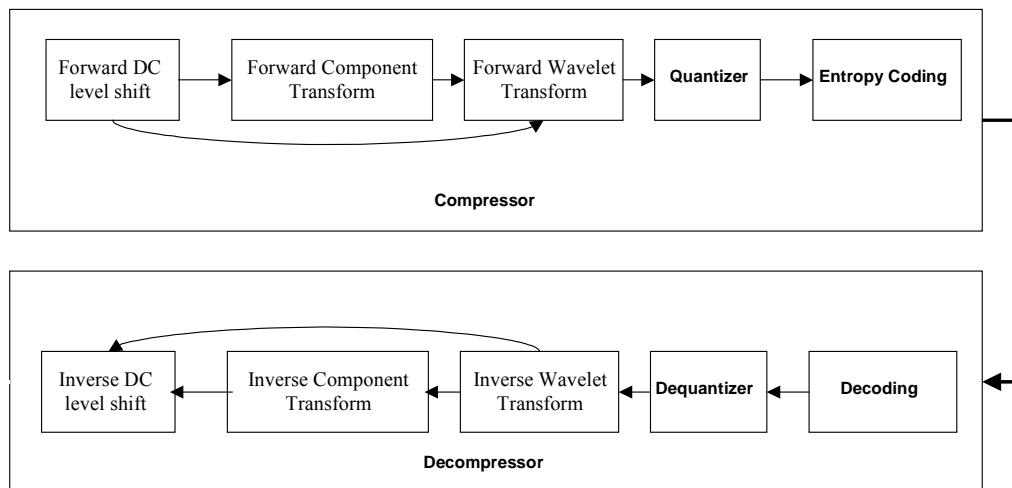 Forward DC
level shift
Forward Component
Transform
Forward Wavelet
Transform
Quantizer
Entropy Coding
Compressor
Inverse DC
level shift
Inverse Component
Transform
Inverse Wavelet
Transform
Dequantizer
Decoding
Decompressor